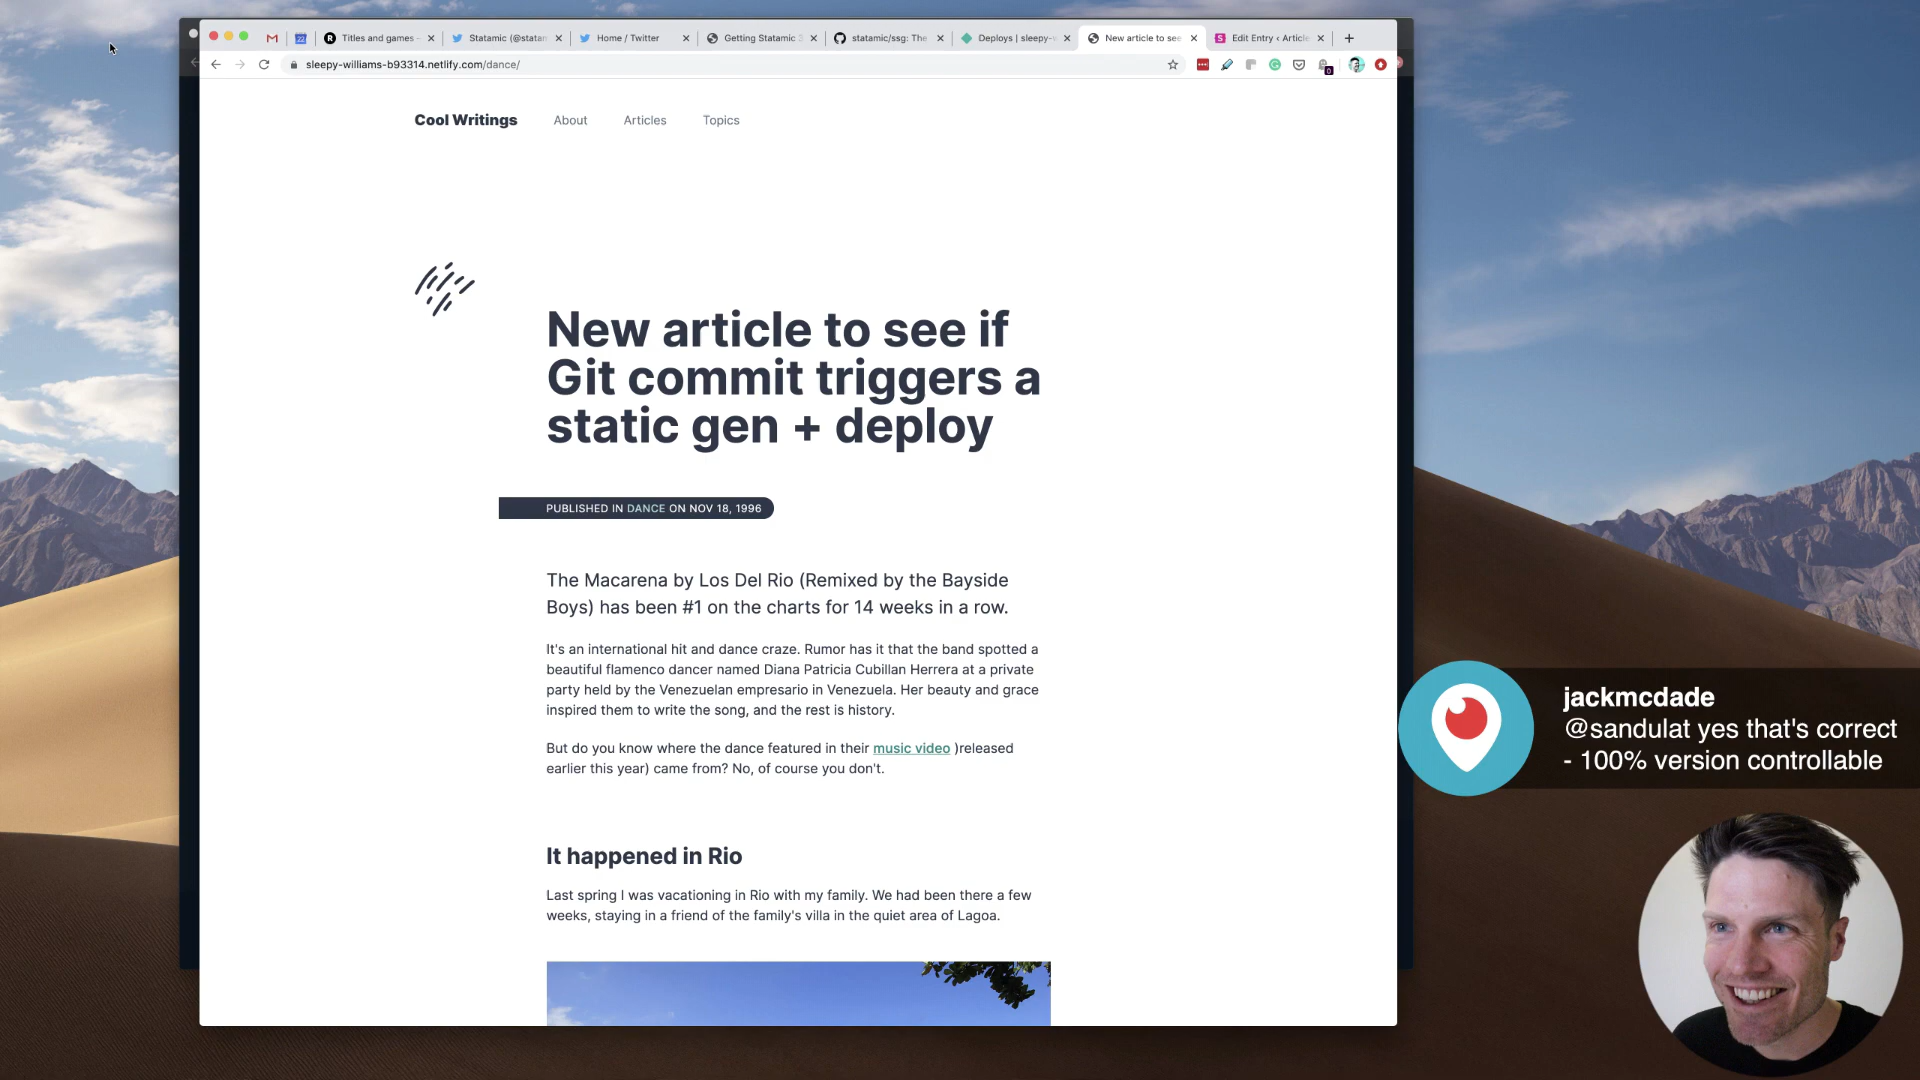 Titles and games -
Statamic (@statan
Home / Twitter
Getting Statamic 3
statamic/ssg: The
Deploys | sleepy-w
New article to see
Edit Entry ‹ Article
sleepy-williams-b93314.netlify.com/dance/
Cool Writings
About
Articles
Topics
New article to see if
Git commit triggers a
static gen + deploy
PUBLISHED IN DANCE ON NOV 18, 1996
The Macarena by Los Del Rio (Remixed by the Bayside
Boys) has been #1 on the charts for 14 weeks in a row.
It's an international hit and dance craze. Rumor has it that the band spotted a
beautiful flamenco dancer named Diana Patricia Cubillan Herrera at a private
party held by the Venezuelan empresario in Venezuela. Her beauty and grace
inspired them to write the song, and the rest is history.
But do you know where the dance featured in their music video )released
earlier this year) came from? No, of course you don't.
It happened in Rio
Last spring I was vacationing in Rio with my family. We had been there a few
weeks, staying in a friend of the family's villa in the quiet area of Lagoa.
jackmcdade
@sandulat yes that's correct
- 100% version controllable